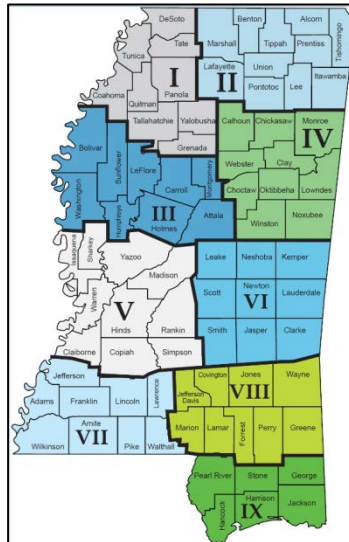 DeSoto
Benton
Alcorn
Tishomingo
Marshall
Tippah
Prentiss
Tunica
Tate
I
Panola
Lafayette
II
Union
Itawamba
Pontotoc
Lee
Coahoma
Quitman
Tallahatchie
Yalobusha
Grenada
Calhoun
Chickasaw
Monroe
IV
Bolivar
Sunflower
LeFlore
Carroll
Montgomery
Webster
Clay
Choctaw
Oktibbeha
Lowndes
Washington
Humphreys
III
Holmes
Attala
Winston
Noxubee
Issaquena
Sharkey
Yazoo
Madison
Leake
Neshoba
Kemper
Warren
V
Hinds
Rankin
Scott
Newton
VI
Lauderdale
Claiborne
Copiah
Simpson
Smith
Jasper
Clarke
Jefferson
Adams
Franklin
Lincoln
Lawrence
Covington
Jones
Wayne
VIII
Jefferson
Davis
Wilkinson
Amite
VII
Pike
Walthall
Marion
Lamar
Forrest
Perry
Greene
Pearl River
Stone
George
Hancock
Harrison
IX
Jackson